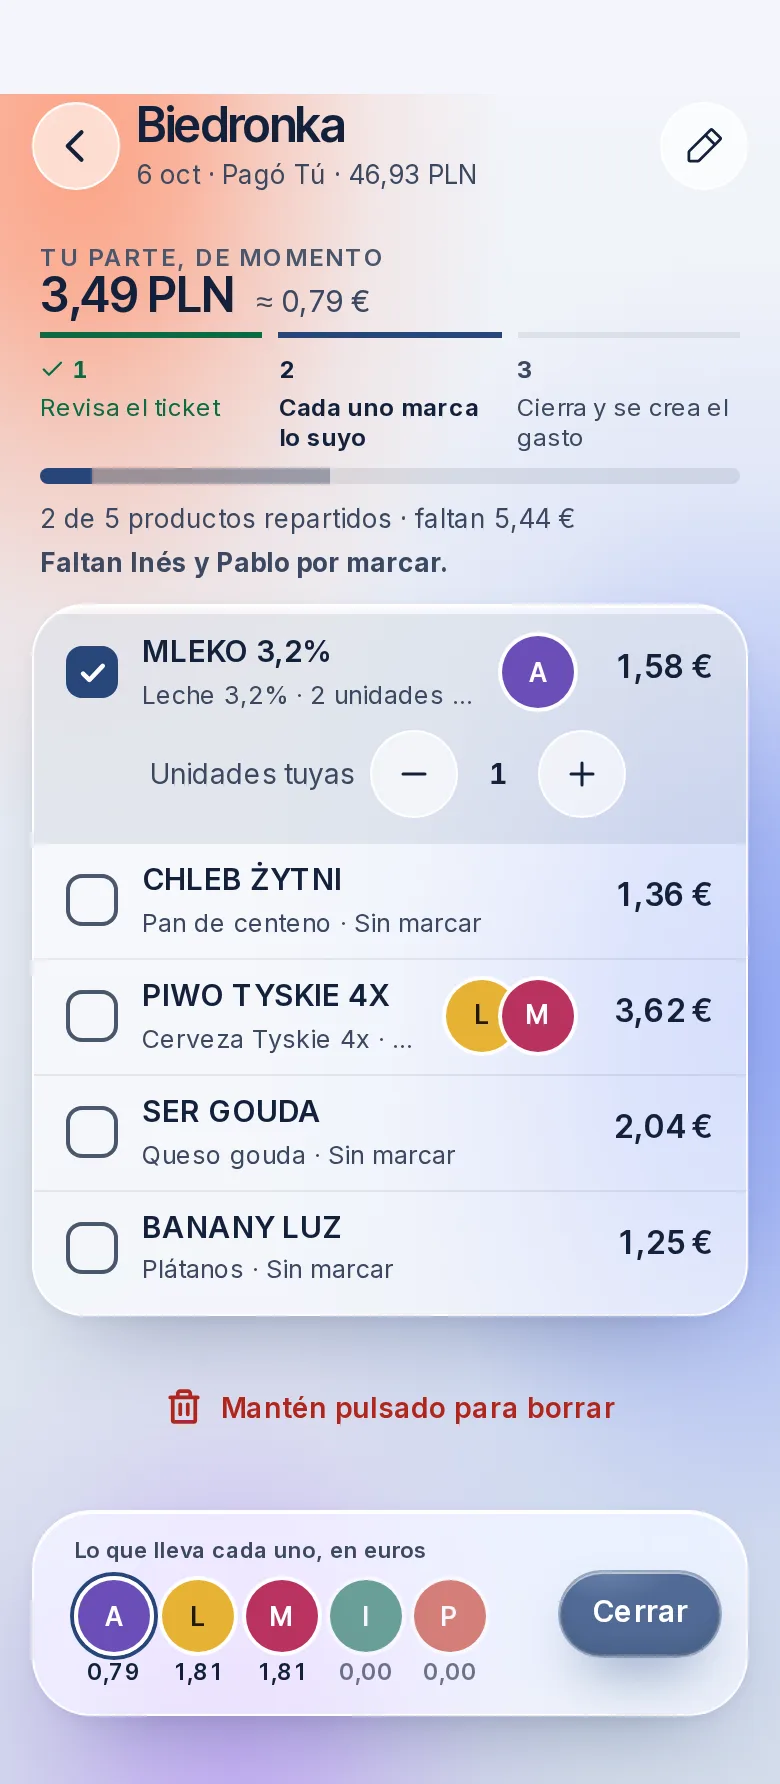 Biedronka
6 oct · Pagó Tú · 46,93 PLN
TU PARTE, DE MOMENTO
3,49 PLN ≈ 0,79 €
1
Revisa el ticket
2
Cada uno marca
lo suyo
3
Cierra y se crea el
gasto
2 de 5 productos repartidos · faltan 5,44 €
Faltan Inés y Pablo por marcar.
MLEKO 3,2%
Leche 3,2% · 2 unidades ...
A
1,58 €
Unidades tuyas − 1 +
CHLEB ŻYTNI
Pan de centeno · Sin marcar
1,36 €
PIWO TYSKIE 4X
Cerveza Tyskie 4x · ...
L M
3,62 €
SER GOUDA
Queso gouda · Sin marcar
2,04 €
BANANY LUZ
Plátanos · Sin marcar
1,25 €
Mantén pulsado para borrar
Lo que lleva cada uno, en euros
A L M I P
0,79 1,81 1,81 0,00 0,00
Cerrar